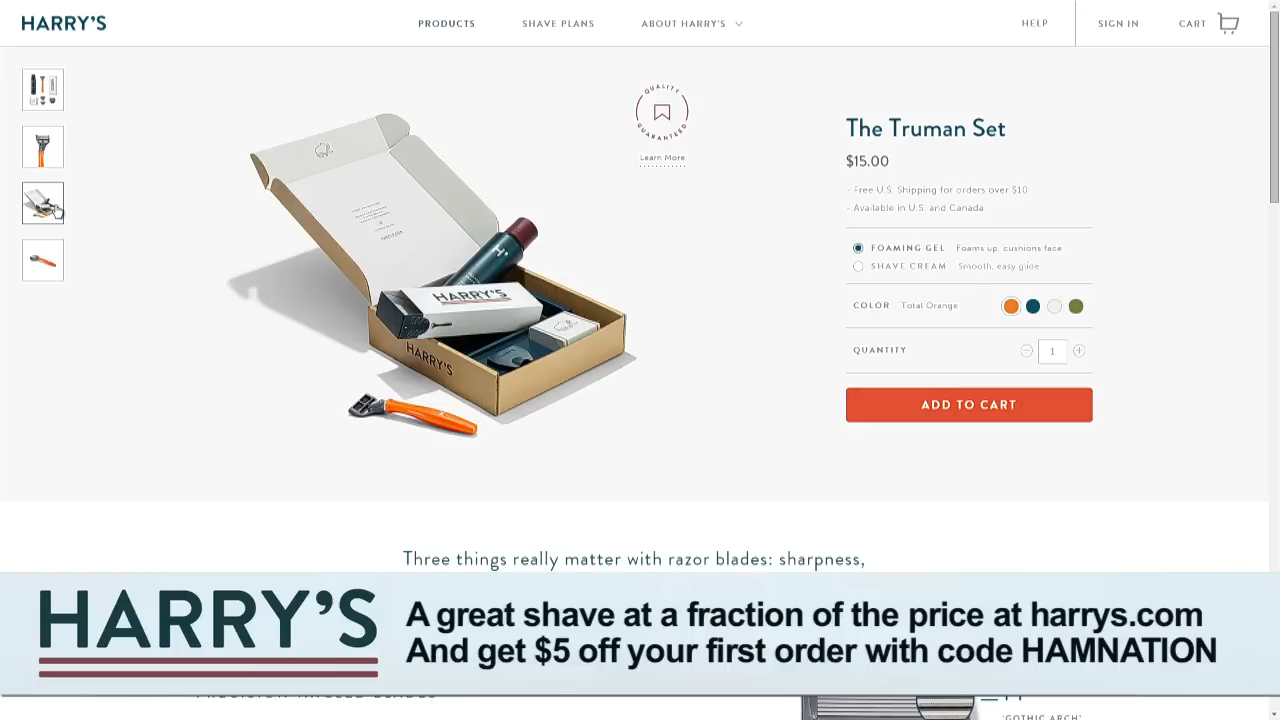 HARRY'S
PRODUCTS
SHAVE PLANS
ABOUT HARRY'S
HELP
SIGN IN
CART
QUALITY
GUARANTEED
Learn More
HARRY'S
HARRY'S
The Truman Set
$15.00
- Free U.S. Shipping for orders over $10
- Available in U.S. and Canada
FOAMING GEL Foams up, cushions face
SHAVE CREAM Smooth, easy glide
COLOR Total Orange
QUANTITY
1
ADD TO CART
Three things really matter with razor blades: sharpness,
HARRY'S
A great shave at a fraction of the price at harrys.com
And get $5 off your first order with code HAMNATION
'GOTHIC ARCH'